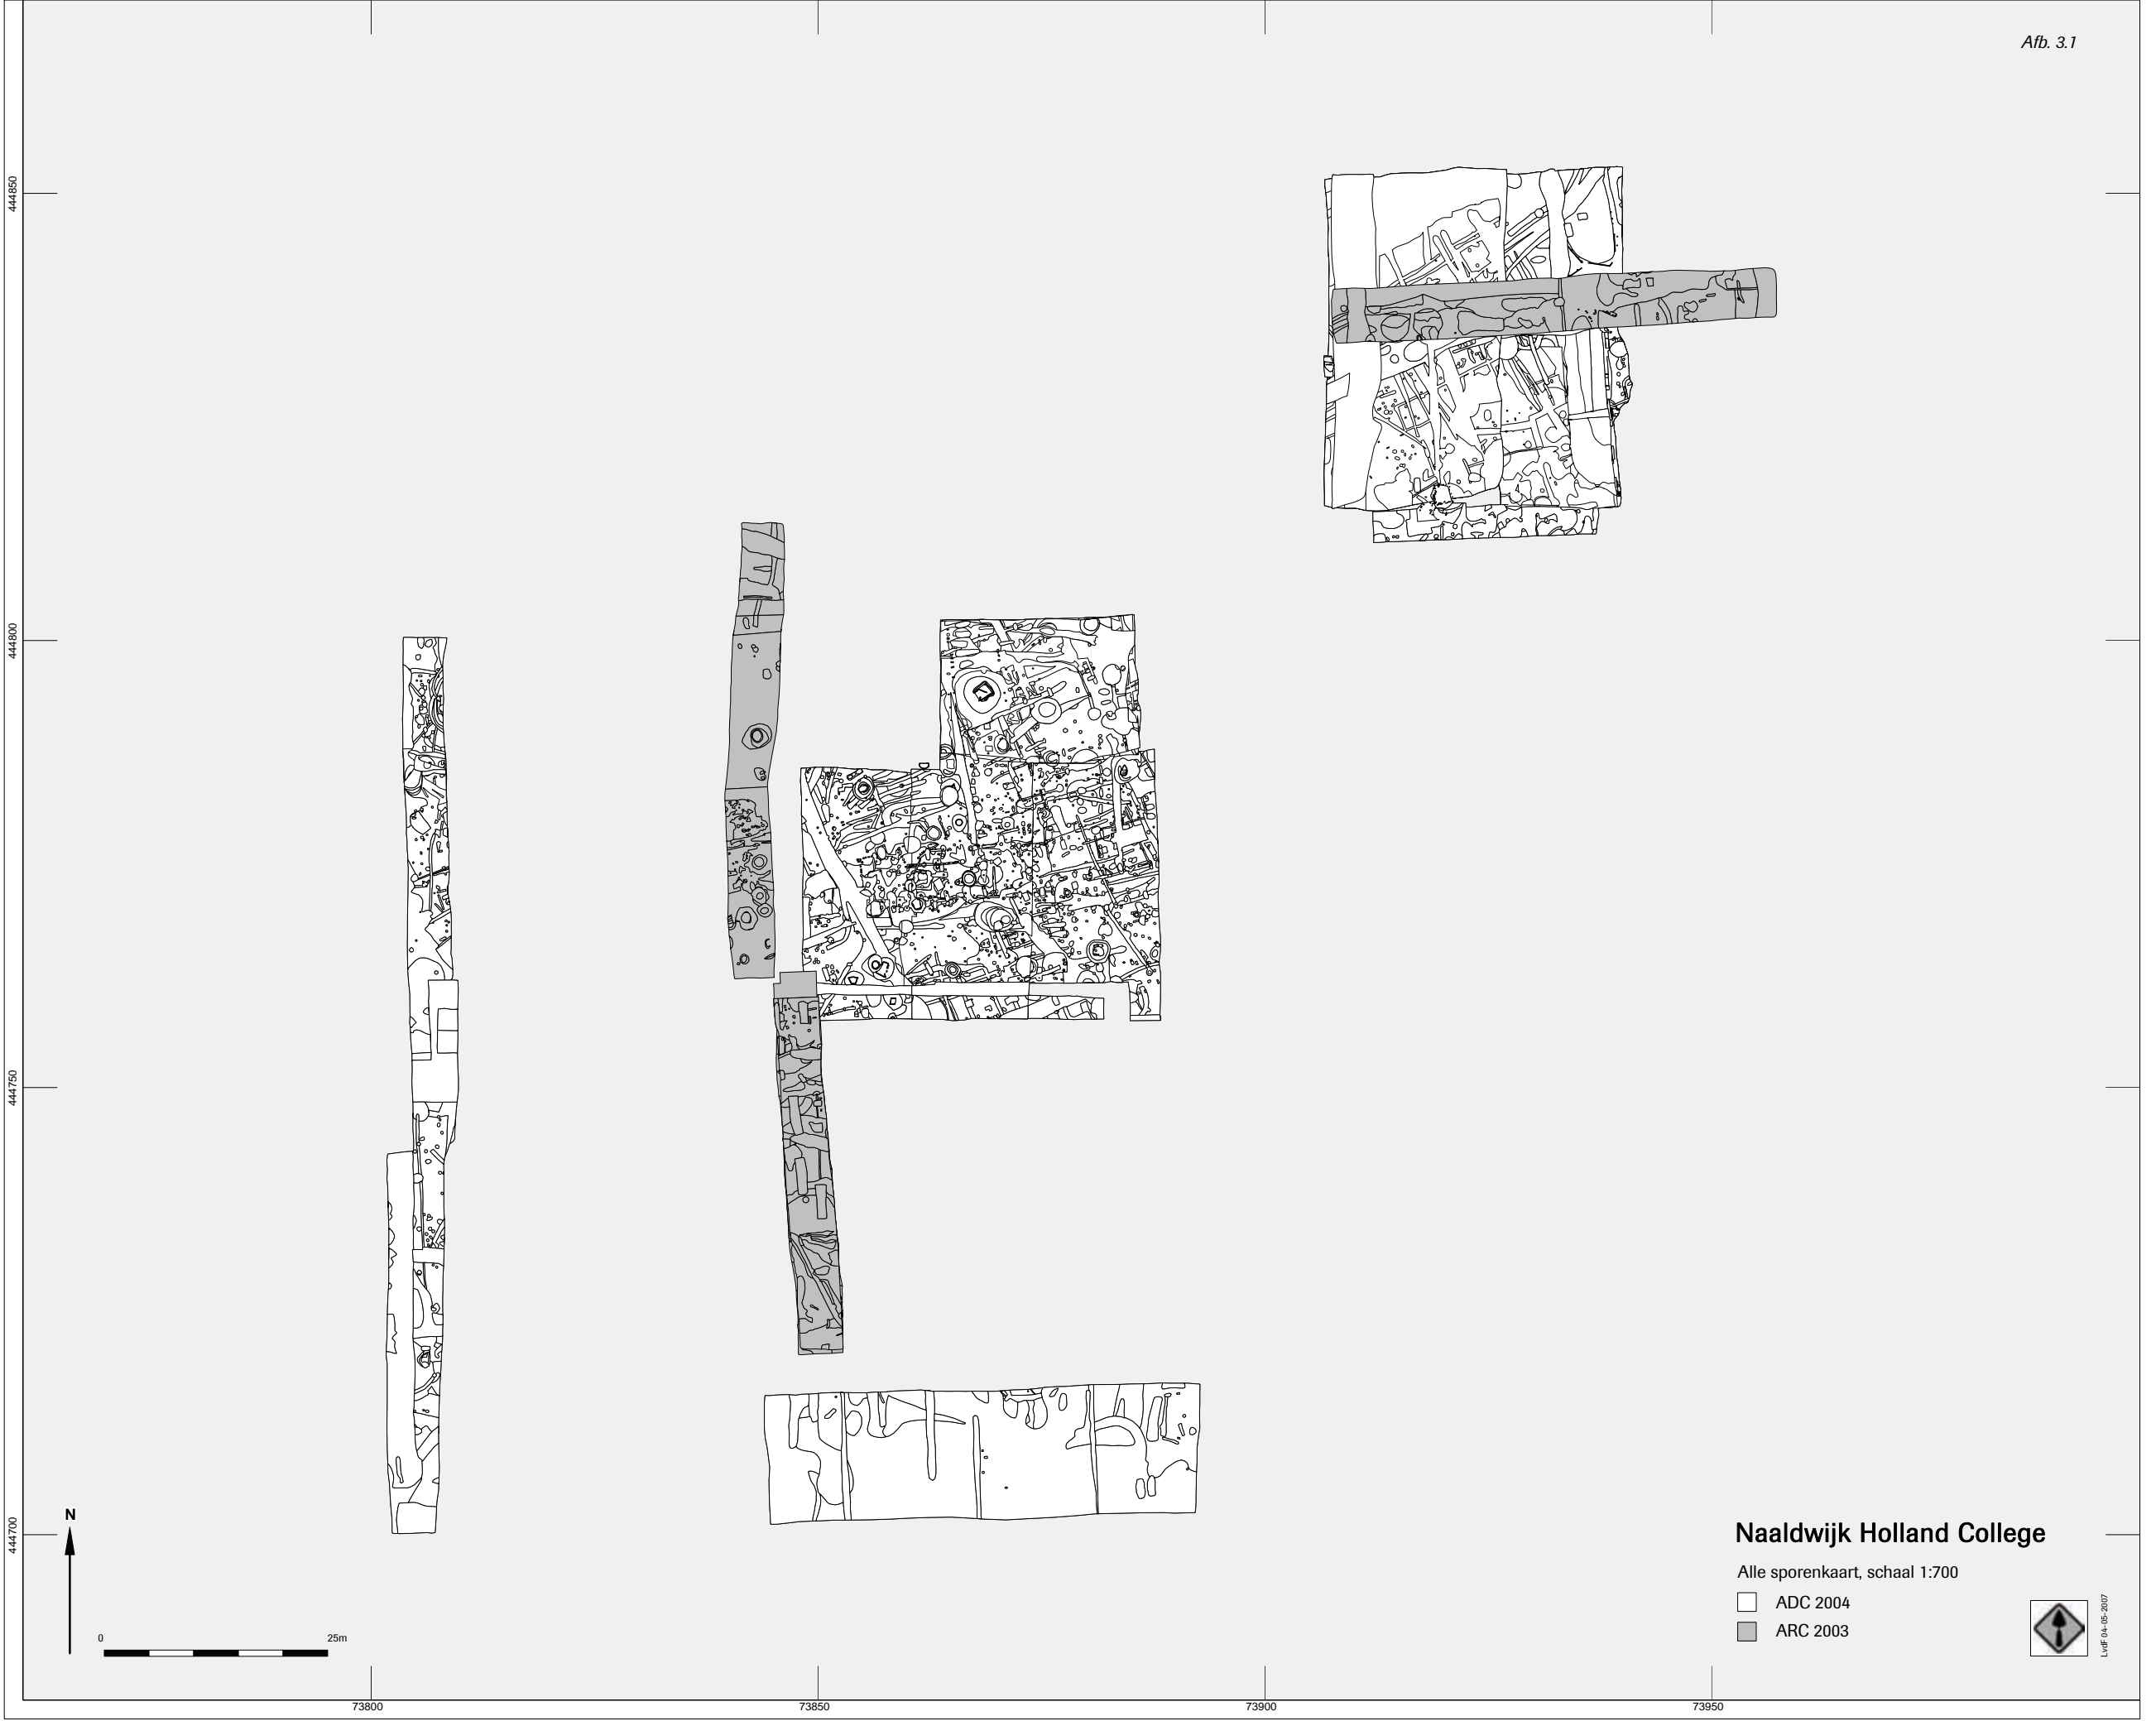 Afb. 3.1
444850
444800
444750
444700
N
0 25m
Naaldwijk Holland College
Alle sporenkaart, schaal 1:700
ADC 2004
ARC 2003
LvdF 04-05-2007
73800 73850 73900 73950